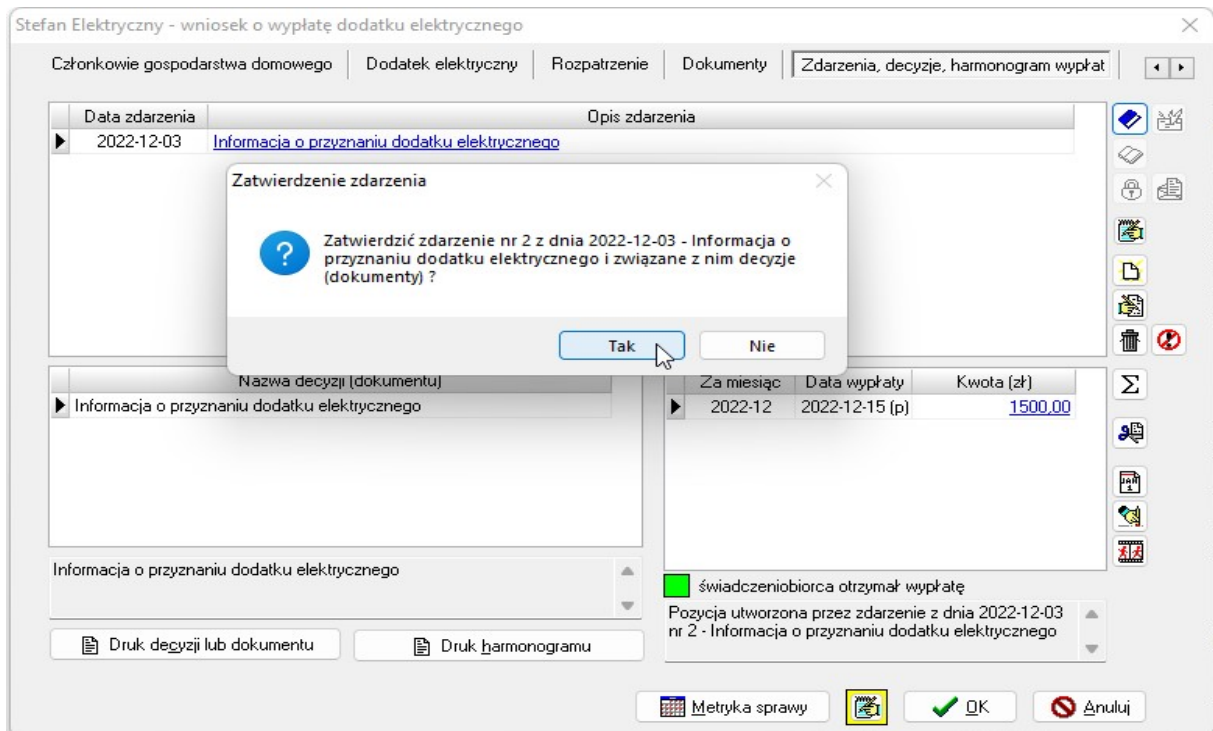 Stefan Elektryczny - wniosek o wypłatę dodatku elektrycznego
Członkowie gospodarstwa domowego Dodatek elektryczny Rozpatrzenie Dokumenty Zdarzenia, decyzje, harmonogram wypłat
Data zdarzenia Opis zdarzenia
2022-12-03 Informacja o przyznaniu dodatku elektrycznego
Zatwierdzenie zdarzenia
Zatwierdzić zdarzenie nr 2 z dnia 2022-12-03 - Informacja o
przyznaniu dodatku elektrycznego i związane z nim decyzje
(dokumenty) ?
Tak Nie
Nazwa decyzji (dokumentu)
Informacja o przyznaniu dodatku elektrycznego
Za miesiąc Data wypłaty Kwota (zł)
2022-12 2022-12-15 (p) 1500,00
Informacja o przyznaniu dodatku elektrycznego
świadczeniobiorca otrzymał wypłatę
Pozycja utworzona przez zdarzenie z dnia 2022-12-03
nr 2 - Informacja o przyznaniu dodatku elektrycznego
Druk decyzji lub dokumentu Druk harmonogramu
Metryka sprawy OK Anuluj